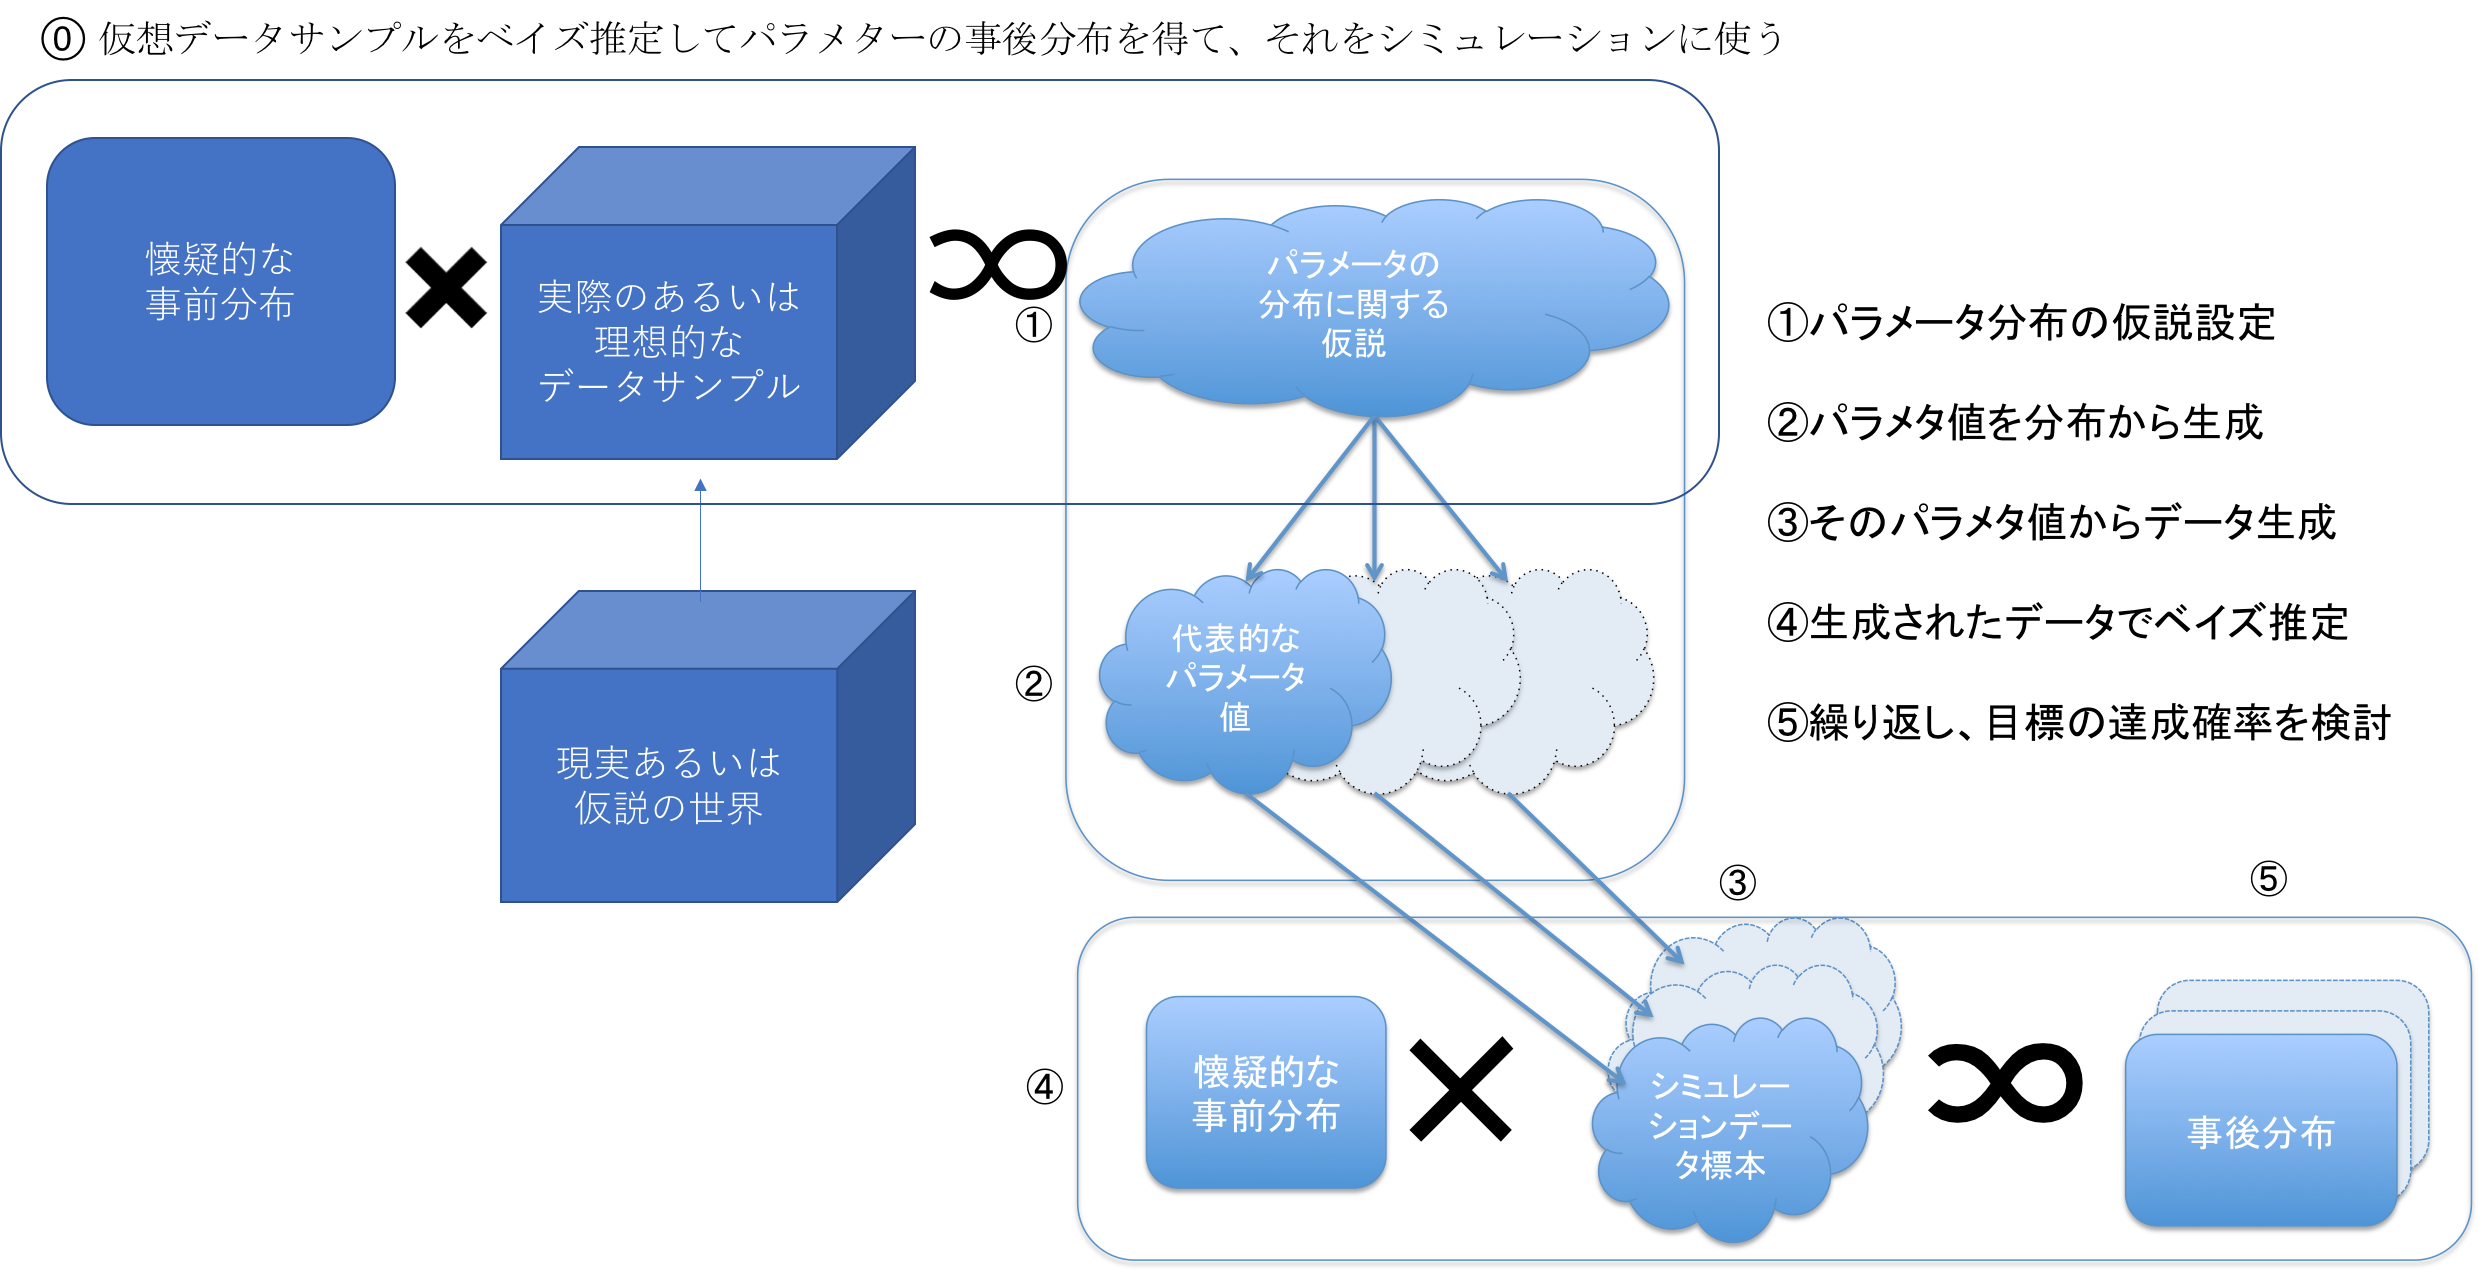 ⓪ 仮想データサンプルをベイズ推定してパラメターの事後分布を得て、それをシミュレーションに使う
懐疑的な
事前分布
×
実際のあるいは
理想的な
データサンプル
∝
①
パラメータの
分布に関する
仮説
①パラメータ分布の仮説設定
②パラメタ値を分布から生成
③そのパラメタ値からデータ生成
④生成されたデータでベイズ推定
⑤繰り返し、目標の達成確率を検討
現実あるいは
仮説の世界
②
代表的な
パラメータ
値
③
⑤
④
懐疑的な
事前分布
×
シミュレー
ションデー
タ標本
∝
事後分布